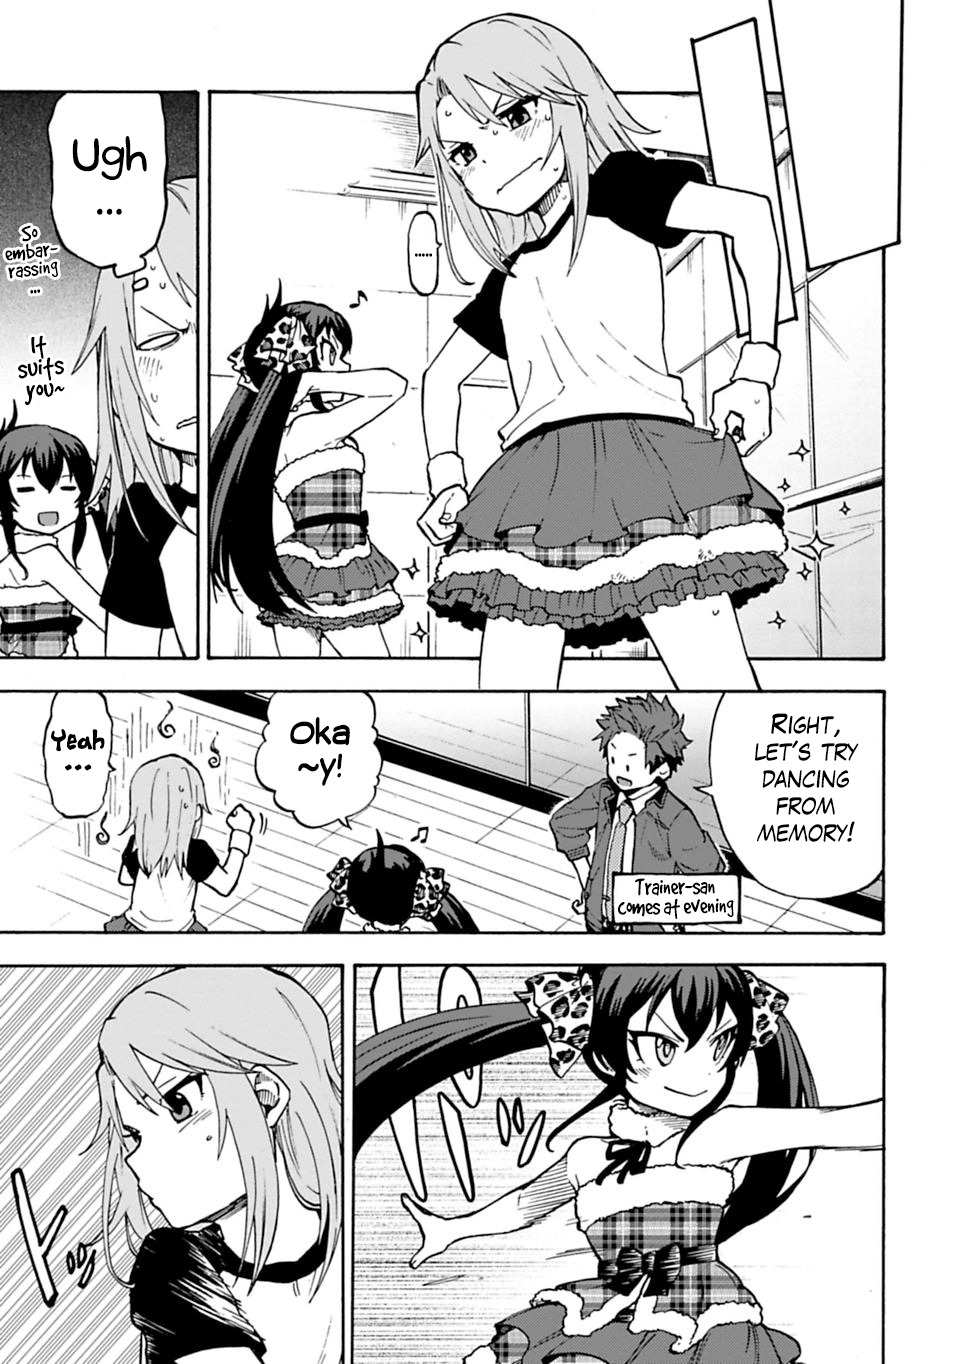 ......
Ugh
...
So
embar-
rassing
...
It
suits
you~
RIGHT,
LET'S TRY
DANCING
FROM
MEMORY!
Trainer-san
comes at evening
Oka
~y!
Yeah
...